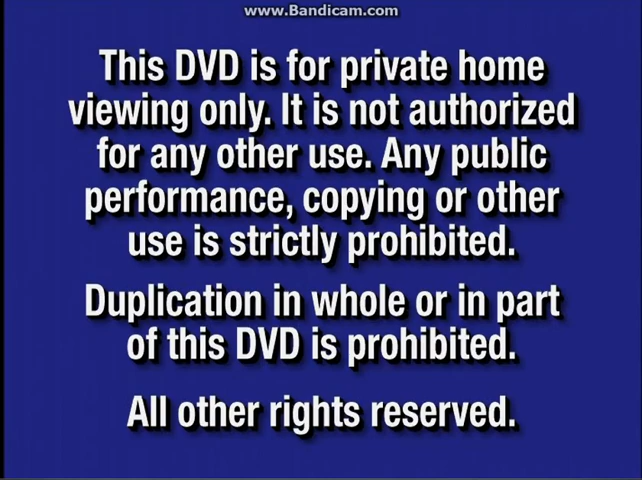 www.Bandicam.com
This DVD is for private home
viewing only. It is not authorized
for any other use. Any public
performance, copying or other
use is strictly prohibited.
Duplication in whole or in part
of this DVD is prohibited.
All other rights reserved.